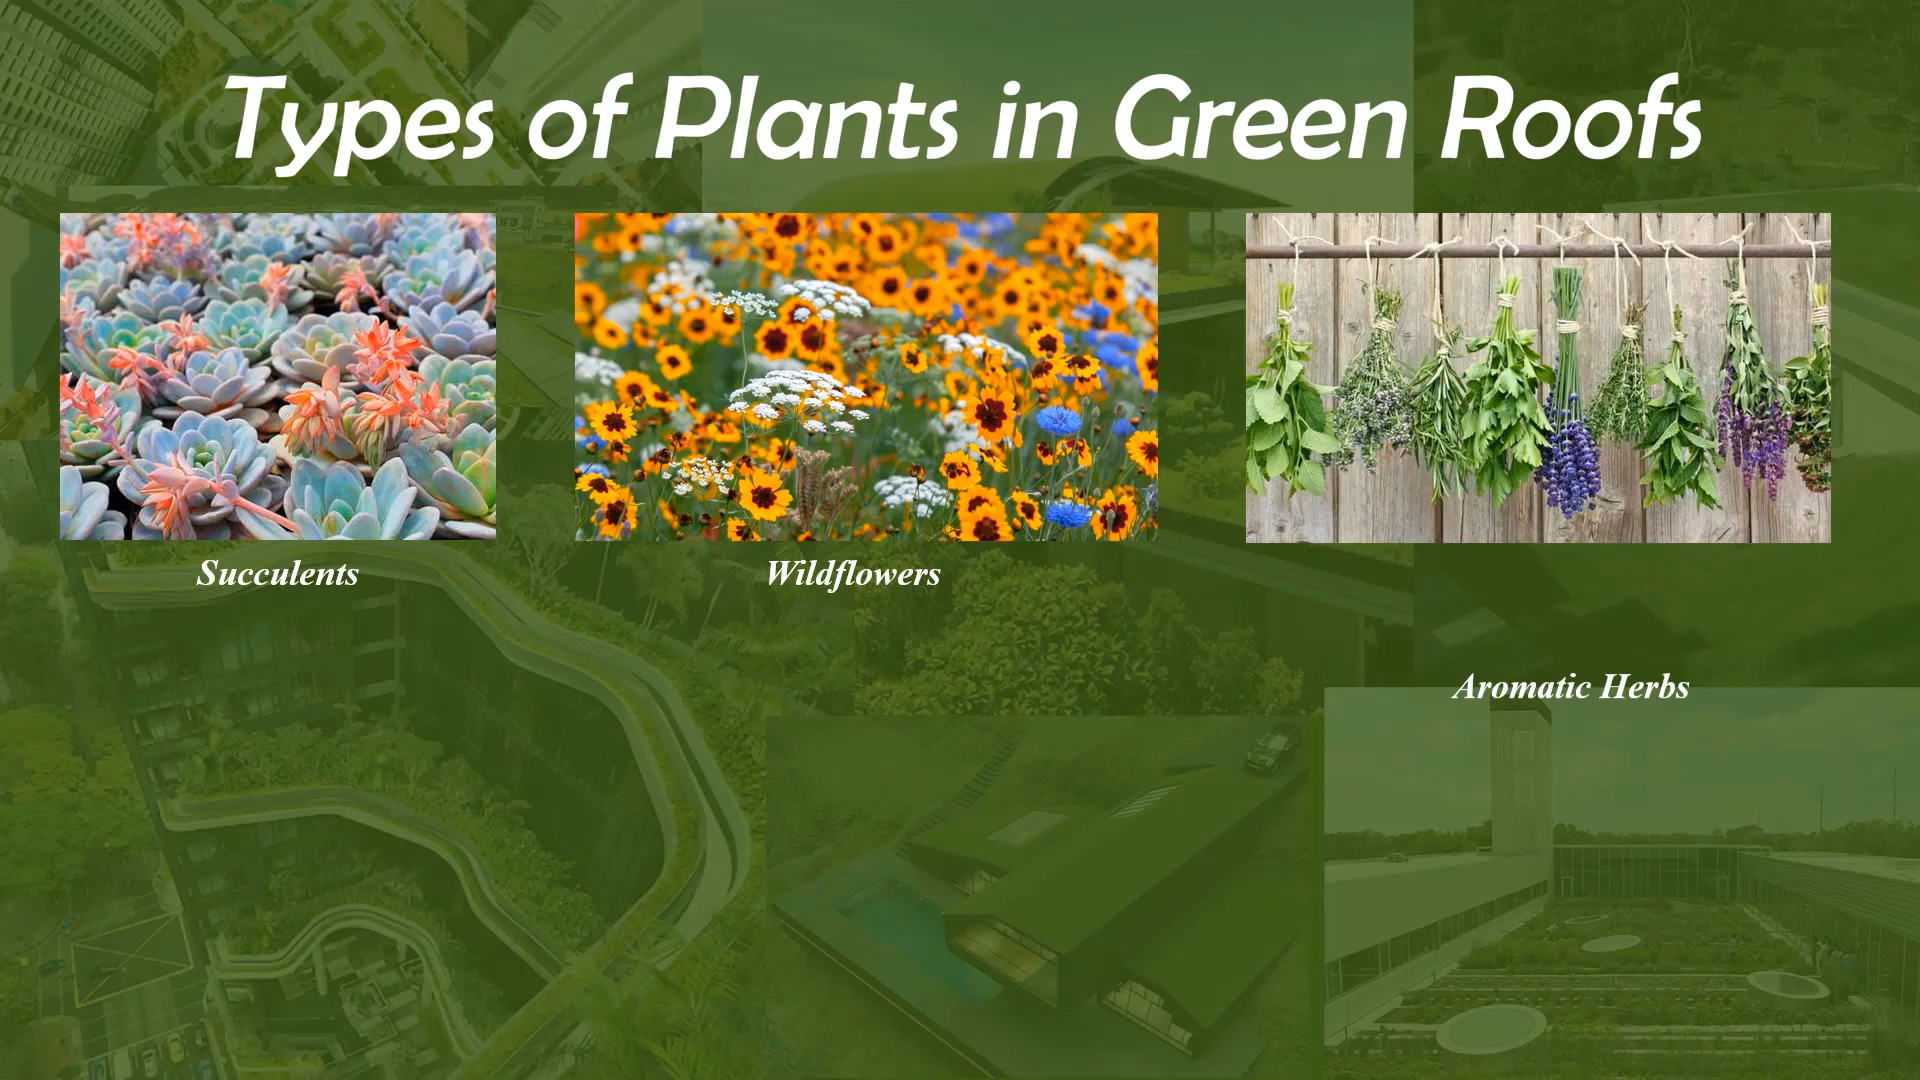 Types of Plants in Green Roofs
Succulents
Wildflowers
Aromatic Herbs